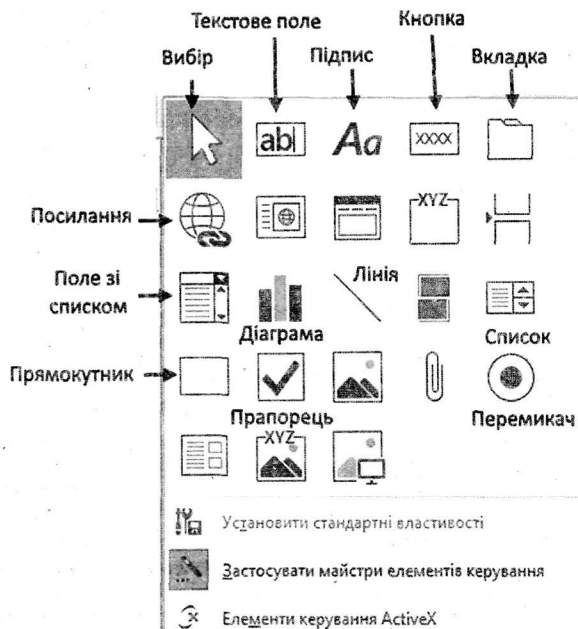 Текстове поле
Кнопка
Вибір
Підпис
Вкладка
ab
Aa
XXXX
Посилання
XYZ
Поле зі
списком
Лінія
Діаграма
Список
Прямокутник
Прапорець
Перемикач
XYZ
Установити стандартні властивості
Застосувати майстри елементів керування
Елементи керування ActiveX